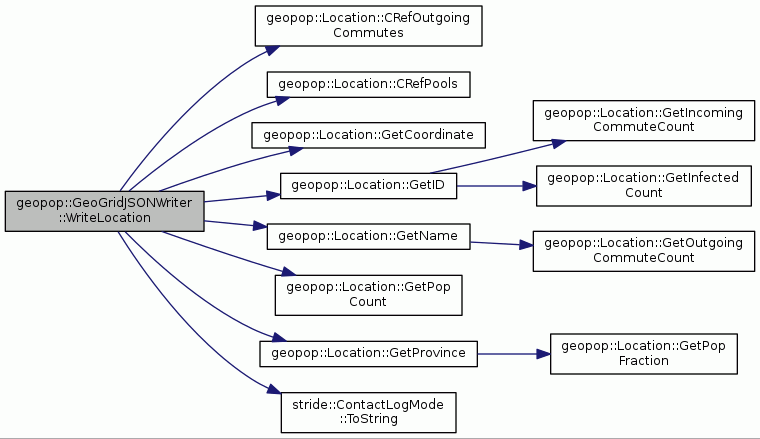 geopop::Location::CRefOutgoing
Commutes
geopop::Location::CRefPools
geopop::Location::GetIncoming
CommuteCount
geopop::Location::GetCoordinate
geopop::Location::GetID
geopop::Location::GetInfected
Count
geopop::GeoGridJSONWriter
::WriteLocation
geopop::Location::GetName
geopop::Location::GetOutgoing
CommuteCount
geopop::Location::GetPop
Count
geopop::Location::GetProvince
geopop::Location::GetPop
Fraction
stride::ContactLogMode
::ToString